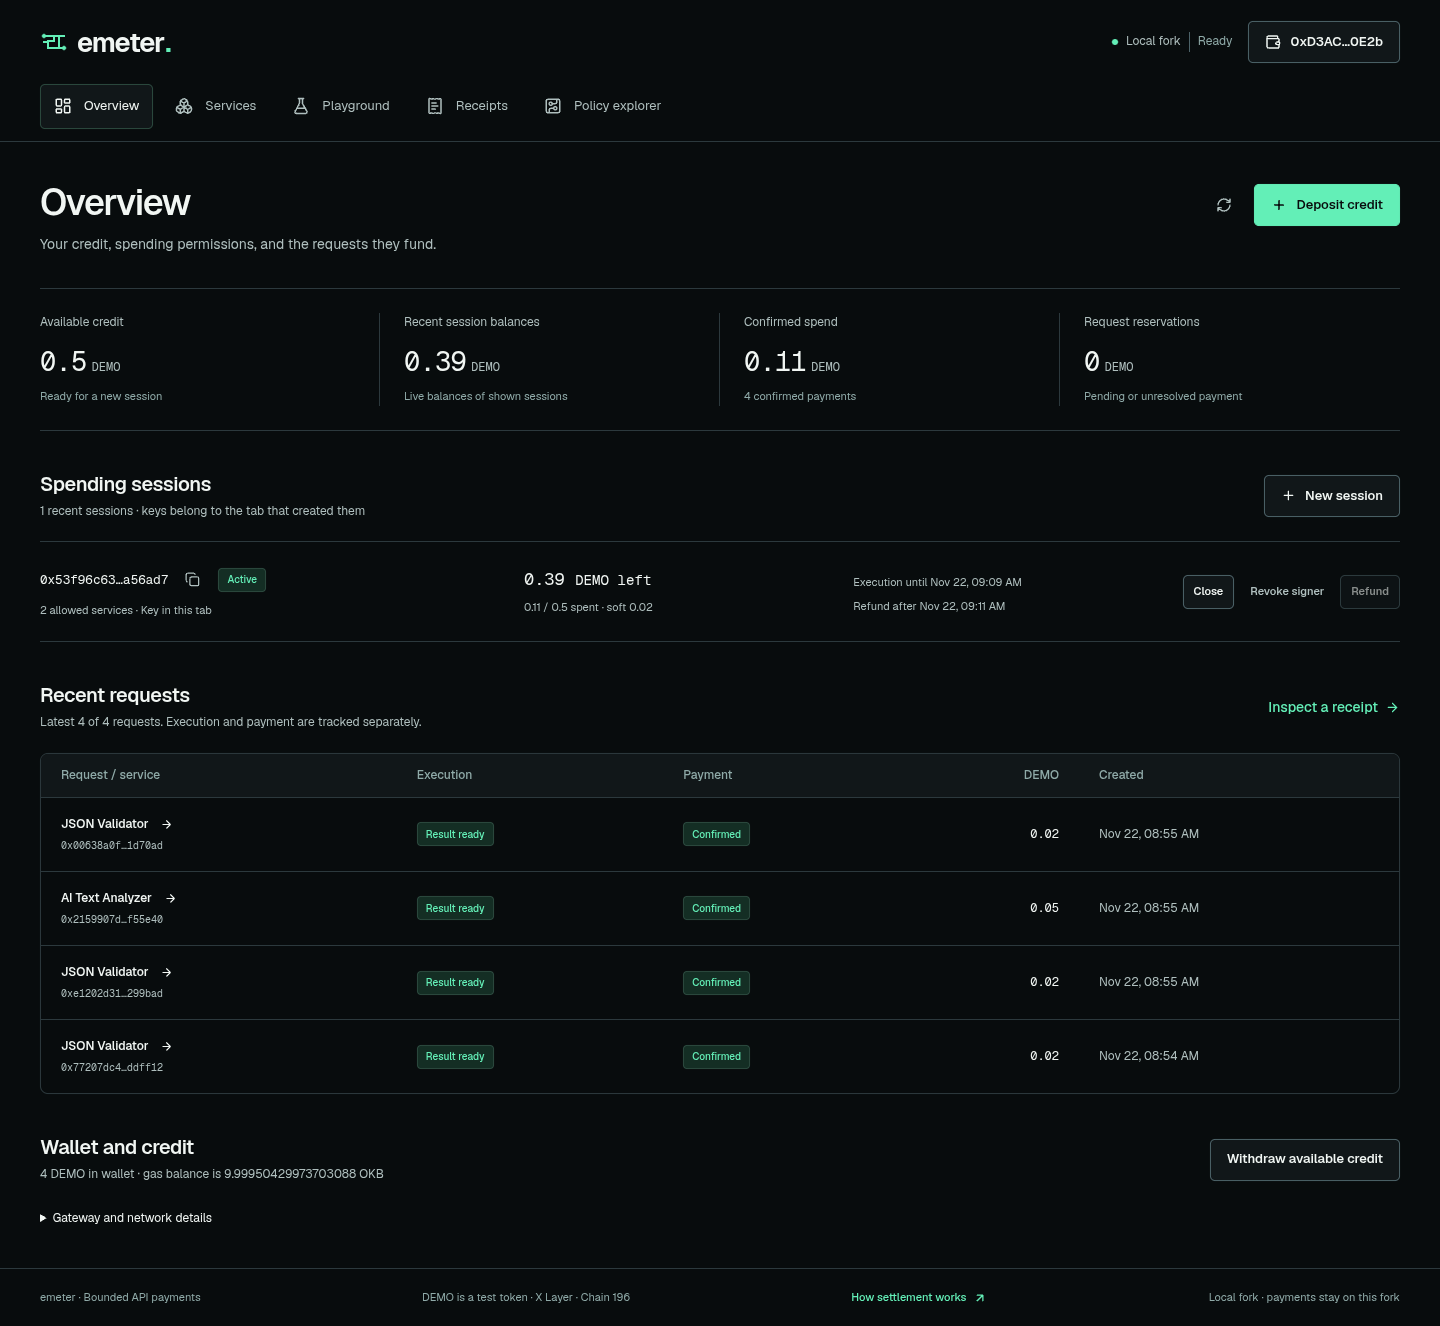 emeter.
Local fork
Ready
0xD3AC...0E2b
Overview
Services
Playground
Receipts
Policy explorer
Overview
Deposit credit
Your credit, spending permissions, and the requests they fund.
Available credit
0.5 DEMO
Ready for a new session
Recent session balances
0.39 DEMO
Live balances of shown sessions
Confirmed spend
0.11 DEMO
4 confirmed payments
Request reservations
0 DEMO
Pending or unresolved payment
Spending sessions
1 recent sessions · keys belong to the tab that created them
New session
0x53f96c63…a56ad7
Active
2 allowed services · Key in this tab
0.39 DEMO left
0.11 / 0.5 spent · soft 0.02
Execution until Nov 22, 09:09 AM
Refund after Nov 22, 09:11 AM
Close
Revoke signer
Refund
Recent requests
Latest 4 of 4 requests. Execution and payment are tracked separately.
Inspect a receipt
Request / service Execution Payment DEMO Created
JSON Validator
0x00638a0f…1d70ad
Result ready Confirmed 0.02 Nov 22, 08:55 AM
AI Text Analyzer
0x2159907d…f55e40
Result ready Confirmed 0.05 Nov 22, 08:55 AM
JSON Validator
0xe1202d31…299bad
Result ready Confirmed 0.02 Nov 22, 08:55 AM
JSON Validator
0x77207dc4…ddff12
Result ready Confirmed 0.02 Nov 22, 08:54 AM
Wallet and credit
4 DEMO in wallet · gas balance is 9.99950429973703088 OKB
Withdraw available credit
Gateway and network details
emeter · Bounded API payments
DEMO is a test token · X Layer · Chain 196
How settlement works
Local fork · payments stay on this fork